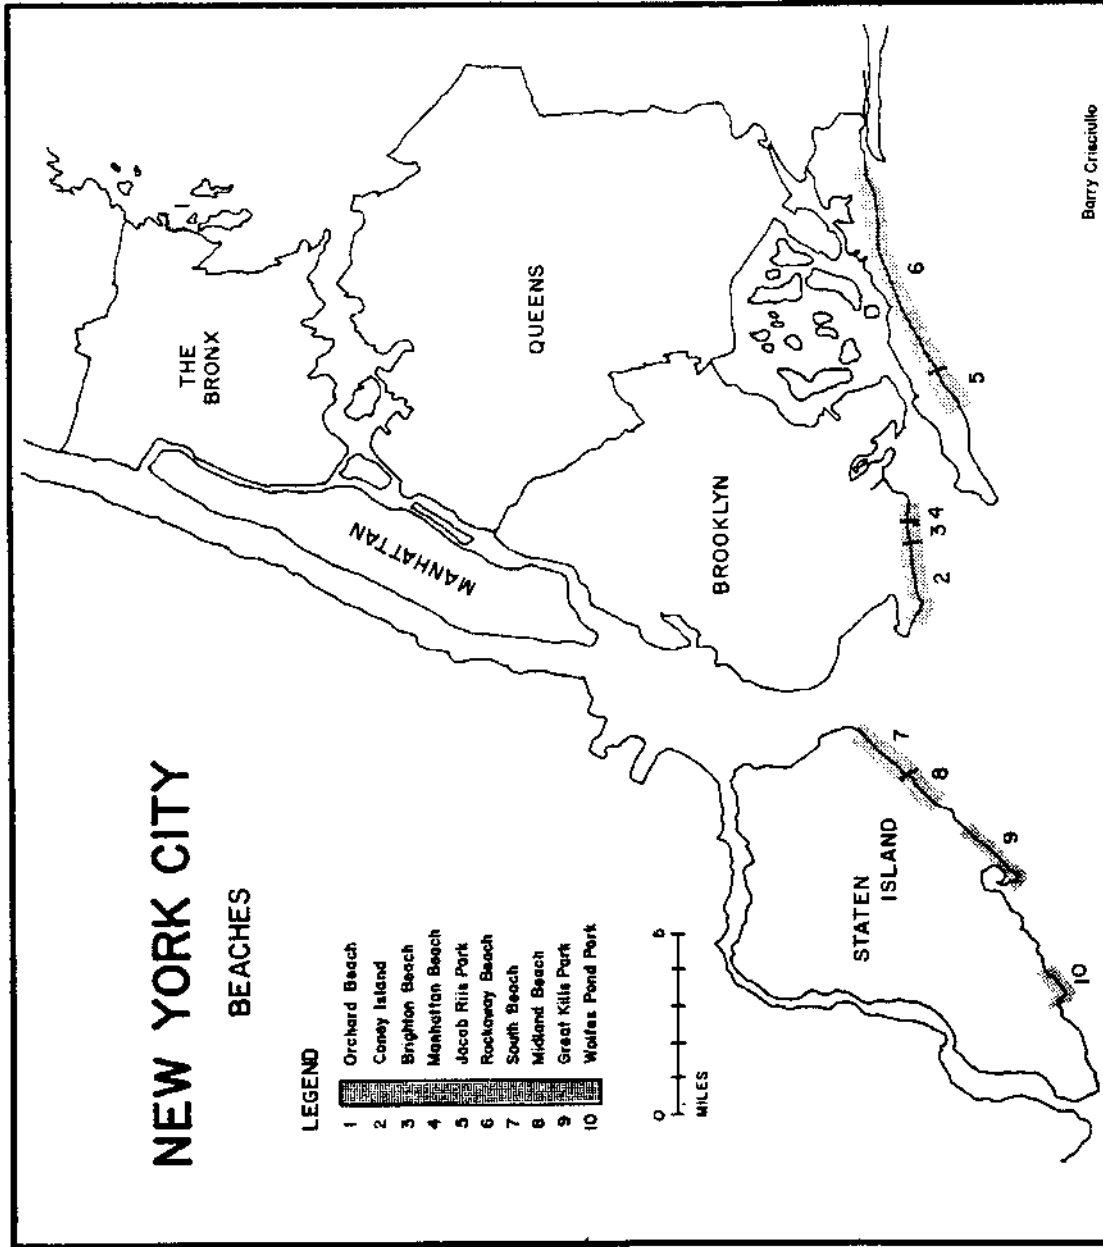 NEW YORK CITY
BEACHES
LEGEND
1 Orchard Beach
2 Coney Island
3 Brighton Beach
4 Manhattan Beach
5 Jacob Riis Park
6 Rockaway Beach
7 South Beach
8 Midland Beach
9 Great Kills Park
10 Wolfes Pond Park
0 5
MILES
THE
BRONX
1
MANHATTAN
QUEENS
BROOKLYN
STATEN
ISLAND
2
3 4
5
6
7
8
9
10
Barry Crisciullo